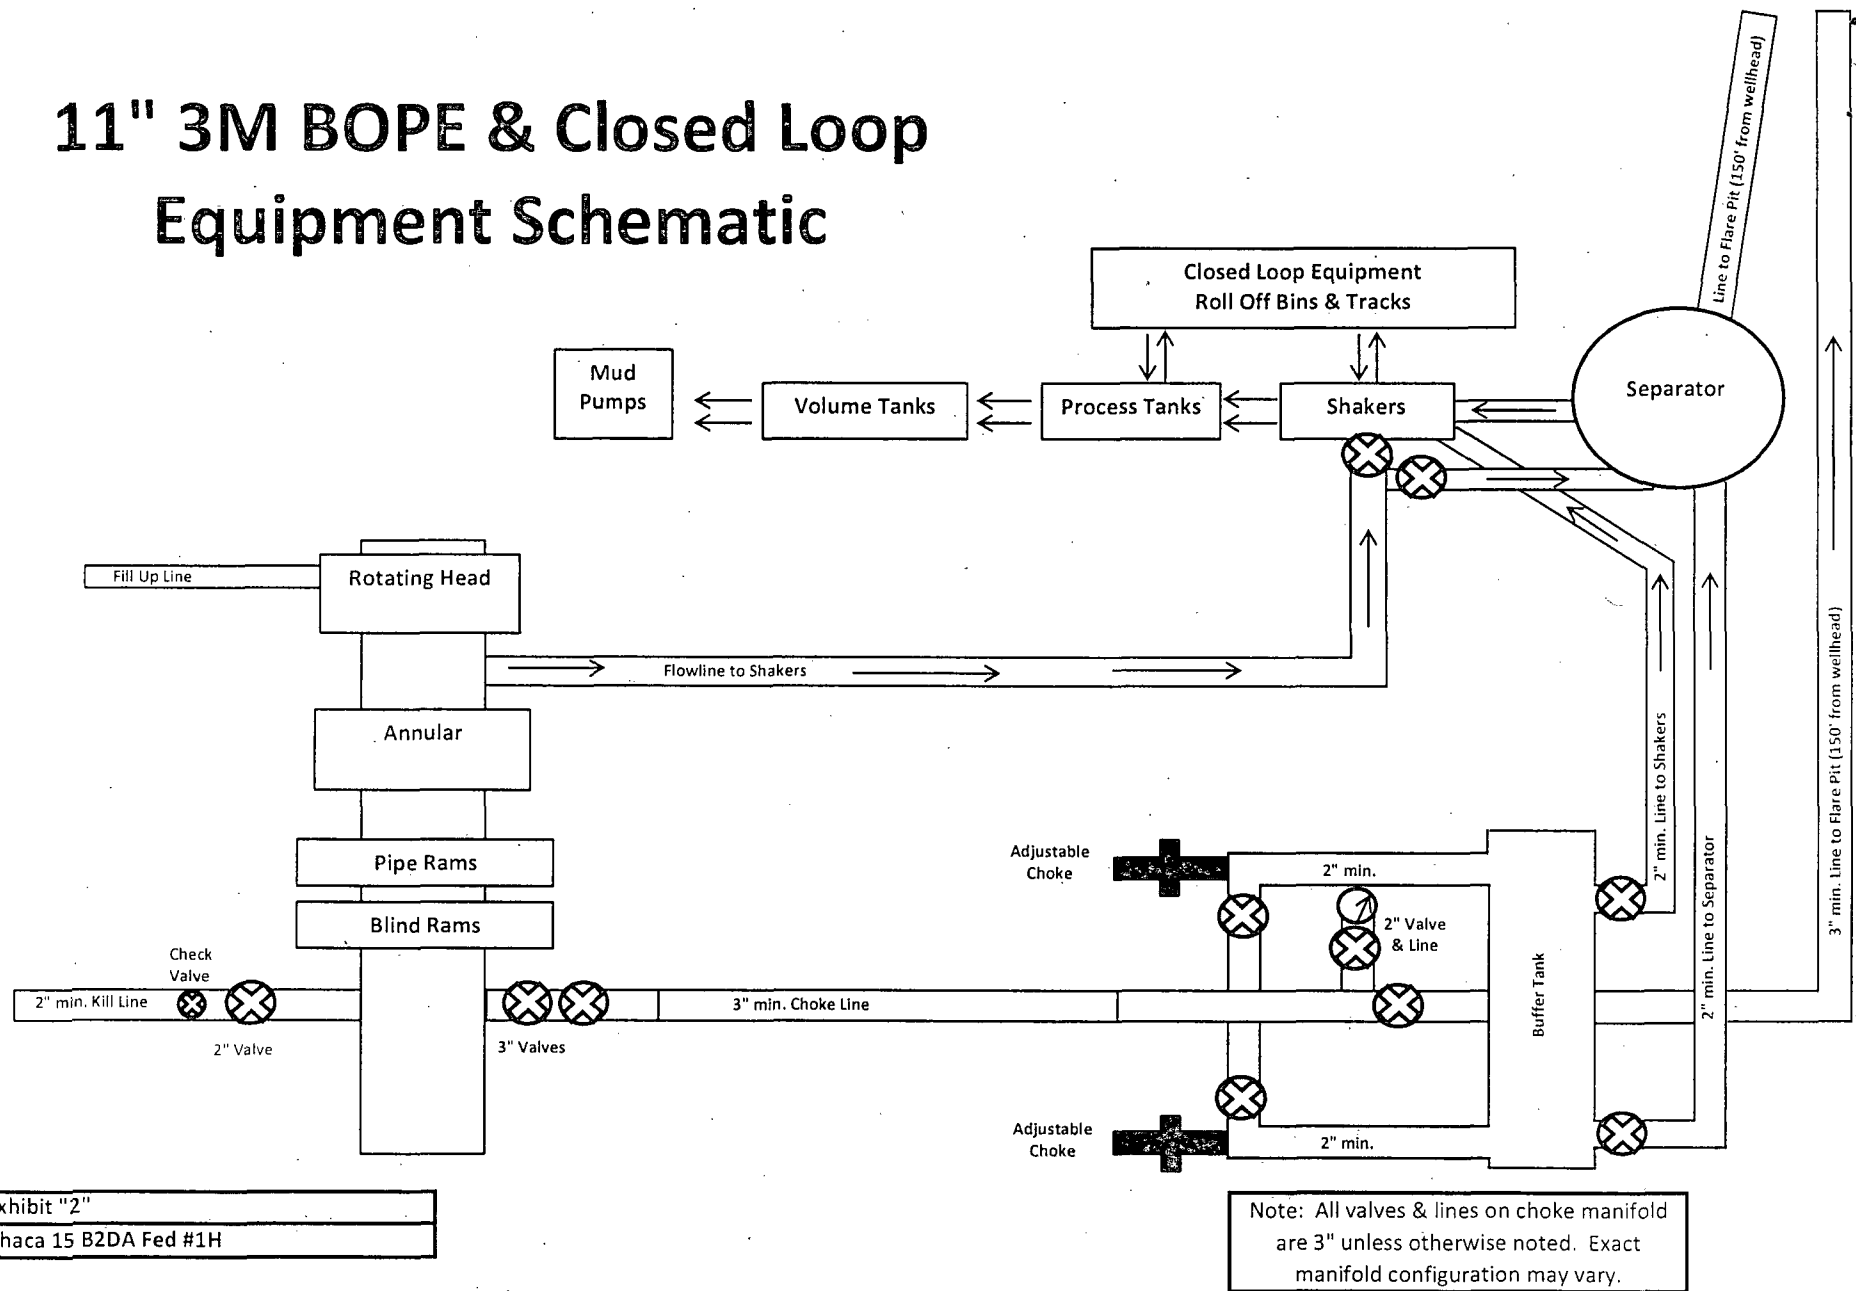 11" 3M BOPE & Closed Loop
Equipment Schematic
Line to Flare Pit (150' from wellhead)
Closed Loop Equipment
Roll Off Bins & Tracks
Mud
Pumps
Volume Tanks
Process Tanks
Shakers
Separator
Fill Up Line
Rotating Head
Flowline to Shakers
Annular
Pipe Rams
Blind Rams
Check
Valve
2" min. Kill Line
2" Valve
3" Valves
3" min. Choke Line
Adjustable
Choke
2" min.
2" Valve
& Line
Buffer Tank
2" min. Line to Shakers
2" min. Line to Separator
3" min. Line to Flare Pit (150' from wellhead)
Adjustable
Choke
2" min.
xhibit "2"
haca 15 B2DA Fed #1H
Note: All valves & lines on choke manifold
are 3" unless otherwise noted. Exact
manifold configuration may vary.